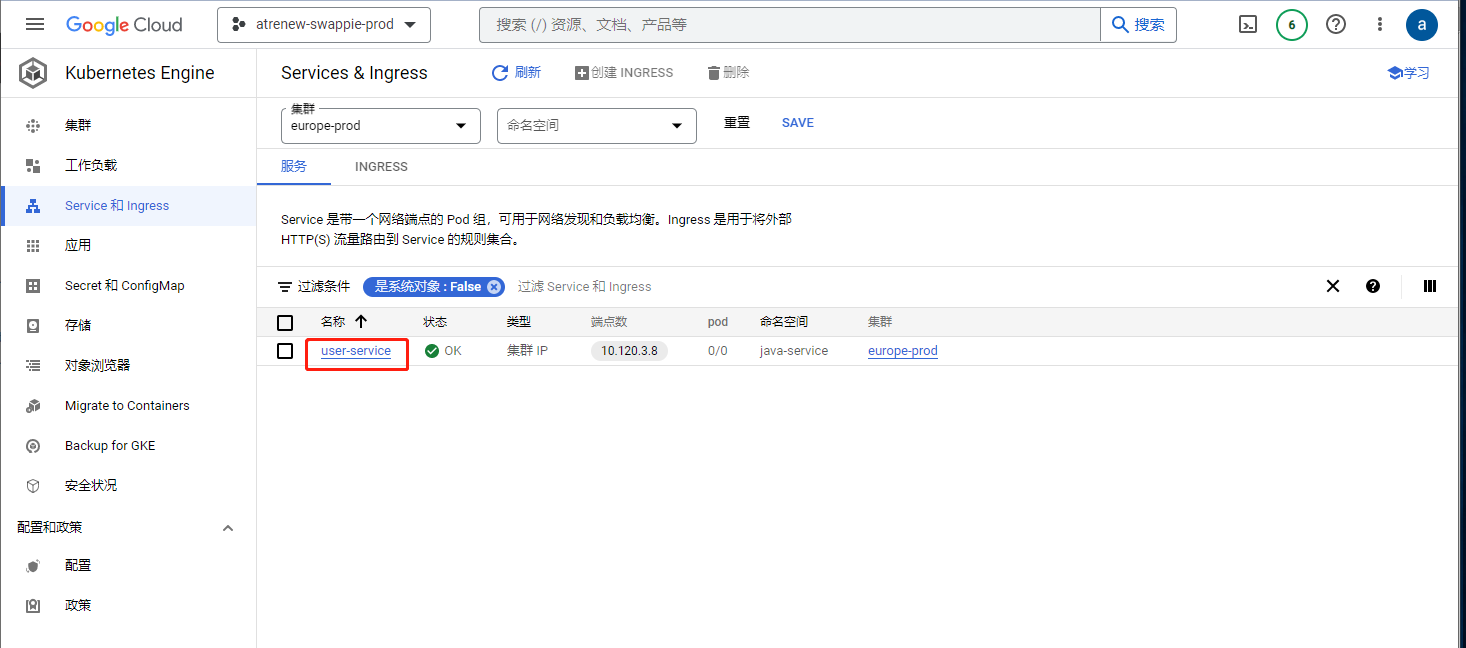 Google Cloud
atrenew-swappie-prod
搜索 (/) 资源、文档、产品等
搜索
6
a
Kubernetes Engine
Services & Ingress
刷新
创建 INGRESS
删除
学习
集群
工作负载
Service 和 Ingress
应用
Secret 和 ConfigMap
存储
对象浏览器
Migrate to Containers
Backup for GKE
安全状况
配置和政策
配置
政策
集群
europe-prod
命名空间
重置
SAVE
服务
INGRESS
Service 是带一个网络端点的 Pod 组，可用于网络发现和负载均衡。Ingress 是用于将外部
HTTP(S) 流量路由到 Service 的规则集合。
过滤条件
是系统对象 : False
过滤 Service 和 Ingress
名称 状态 类型 端点数 pod 命名空间 集群
user-service OK 集群 IP 10.120.3.8 0/0 java-service europe-prod